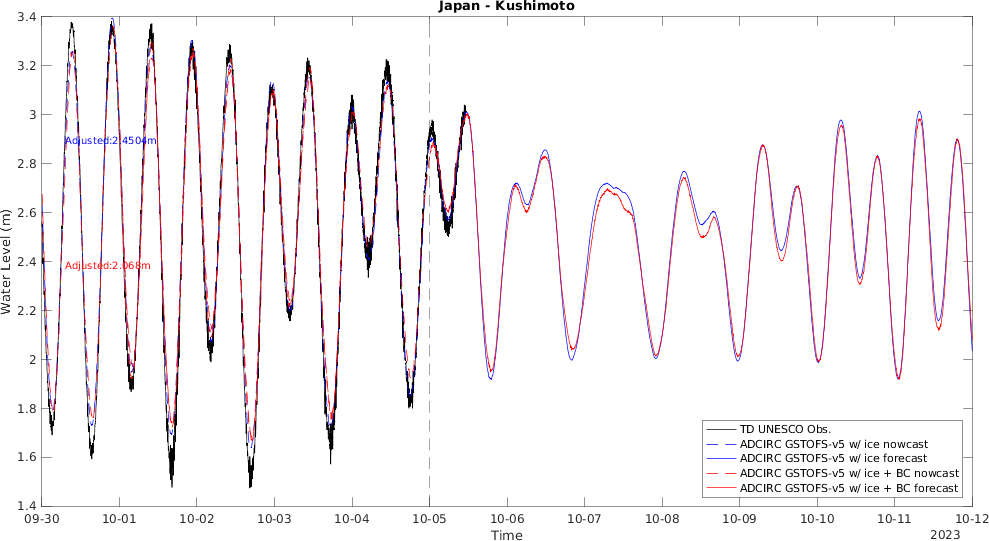 Japan - Kushimoto
3.4
3.2
3
2.8
2.6
2.4
2.2
2
1.8
1.6
1.4
Water Level (m)
Adjusted:2.4504m
Adjusted:2.068m
TD UNESCO Obs.
ADCIRC GSTOFS-v5 w/ ice nowcast
ADCIRC GSTOFS-v5 w/ ice forecast
ADCIRC GSTOFS-v5 w/ ice + BC nowcast
ADCIRC GSTOFS-v5 w/ ice + BC forecast
09-30 10-01 10-02 10-03 10-04 10-05 10-06 10-07 10-08 10-09 10-10 10-11 10-12
Time
2023